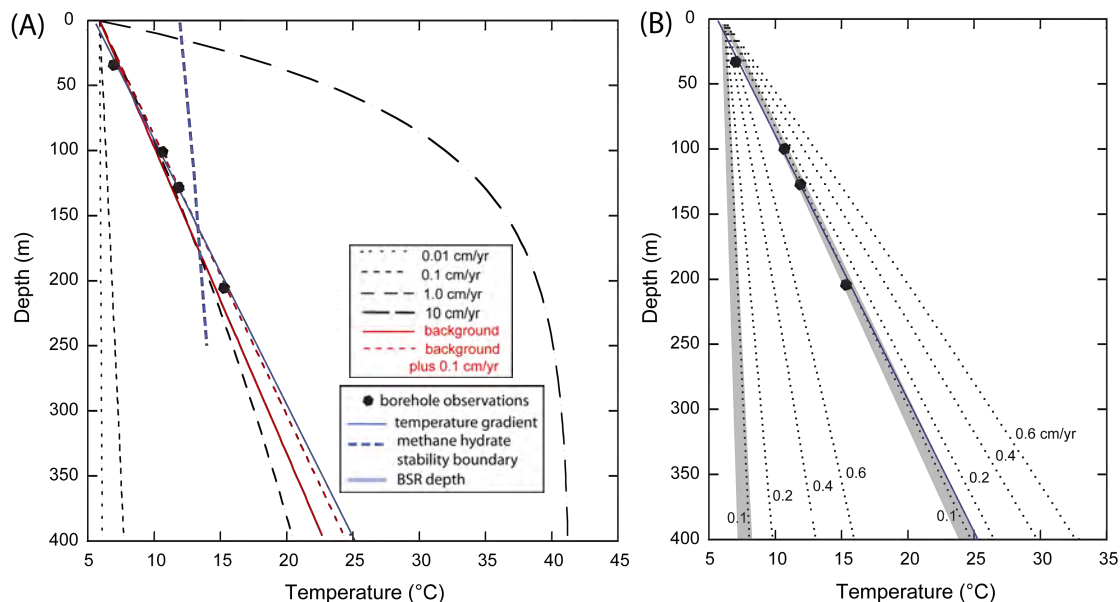 (A)
0
50
100
150
200
250
300
350
400
Depth (m)
5
10
15
20
25
30
35
40
45
Temperature (°C)
0.01 cm/yr
0.1 cm/yr
1.0 cm/yr
10 cm/yr
background
background
plus 0.1 cm/yr
borehole observations
temperature gradient
methane hydrate
stability boundary
BSR depth
(B)
0
50
100
150
200
250
300
350
400
Depth (m)
5
10
15
20
25
30
35
Temperature (°C)
0.6 cm/yr
0.4
0.2
0.1
0.6
0.4
0.2
0.1